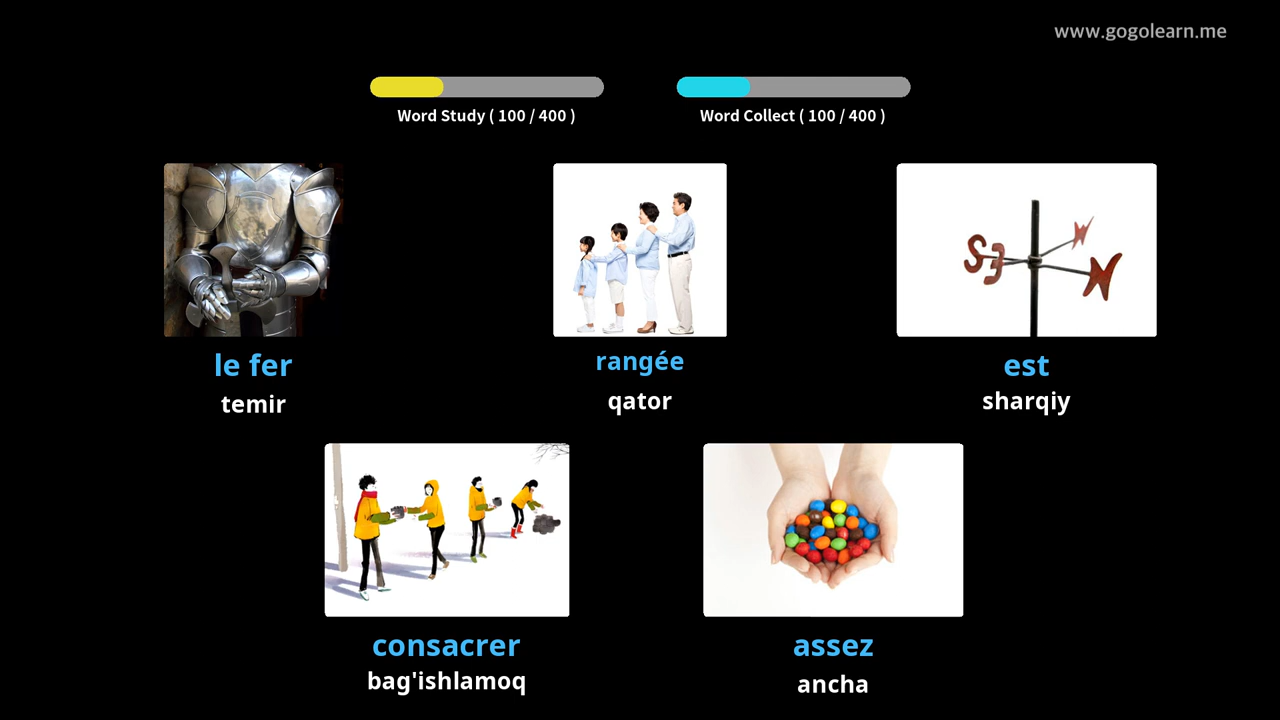 www.gogolearn.me
Word Study ( 100 / 400 )
Word Collect ( 100 / 400 )
le fer
temir
rangée
qator
est
sharqiy
consacrer
bag'ishlamoq
assez
ancha